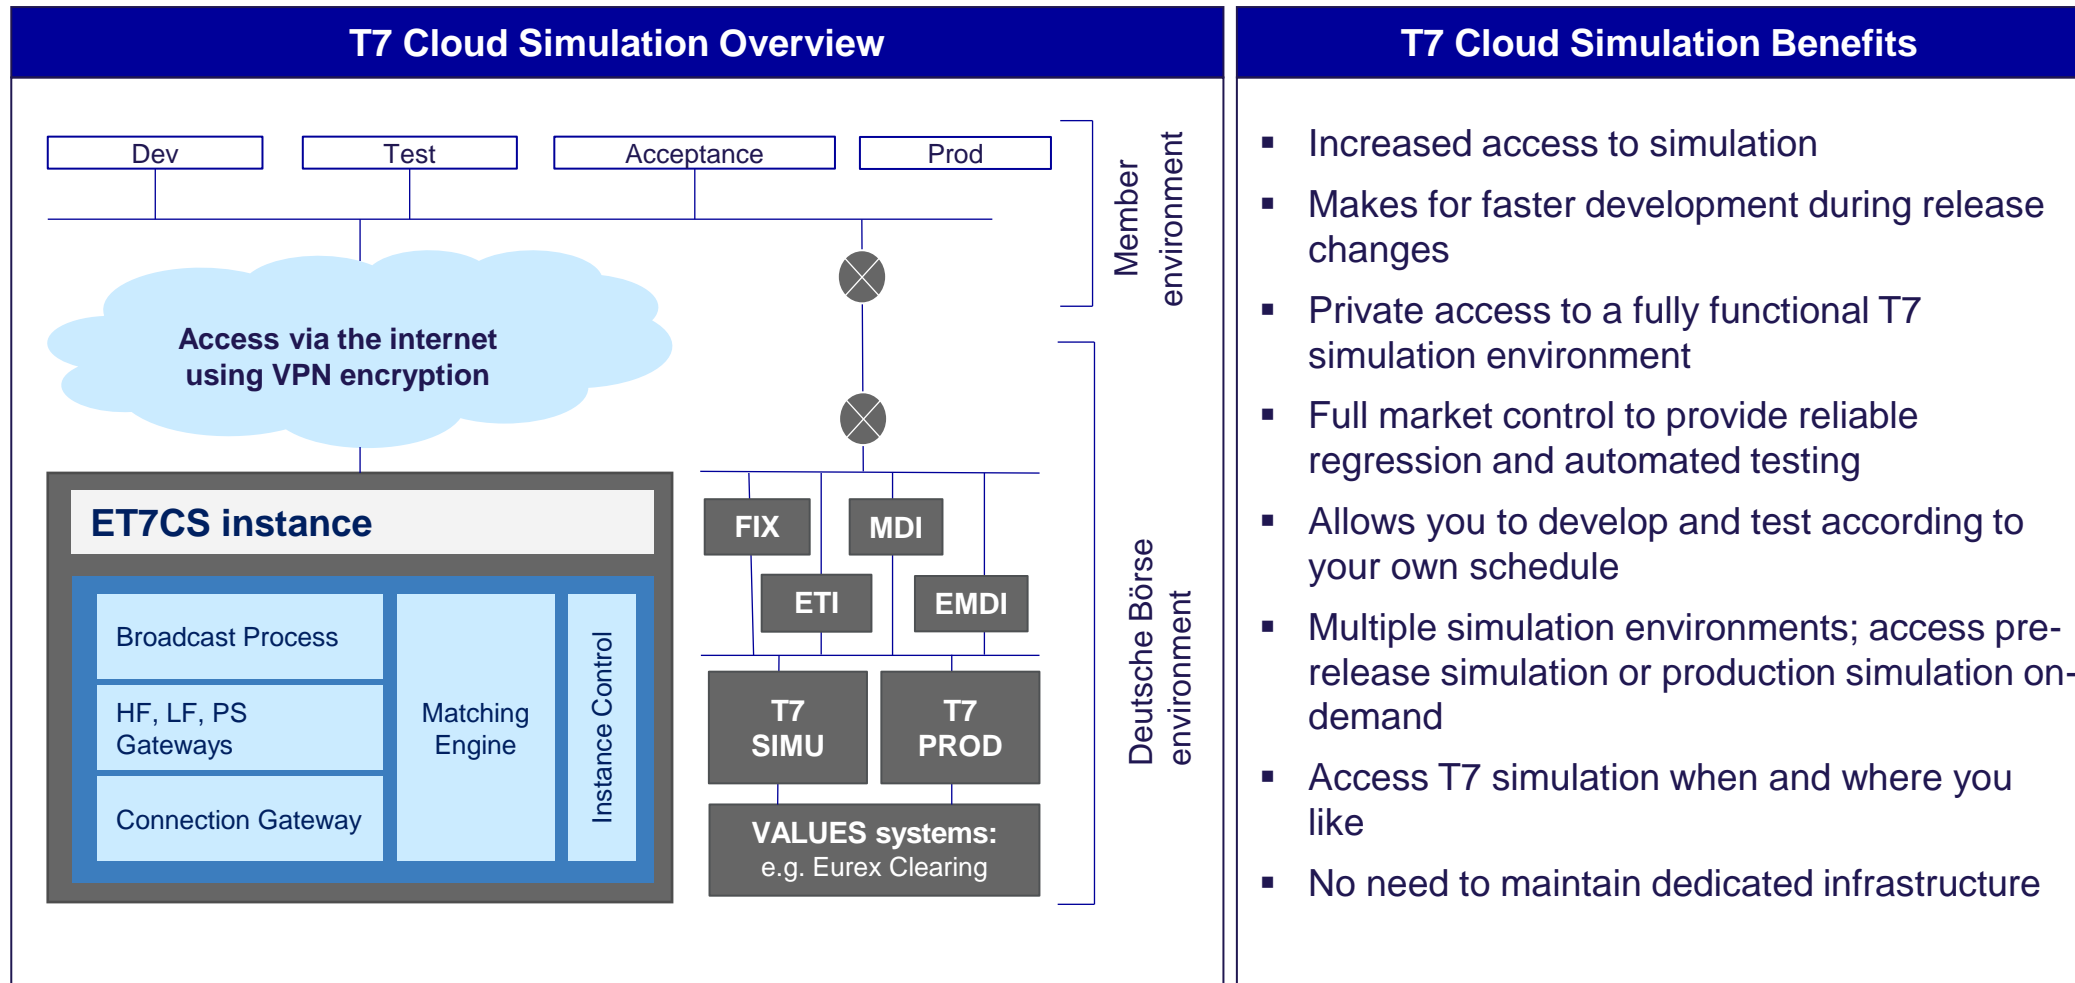 T7 Cloud Simulation Overview
Dev
Test
Acceptance
Prod
Member
environment
Access via the internet
using VPN encryption
ET7CS instance
Broadcast Process
HF, LF, PS
Gateways
Connection Gateway
Matching
Engine
Instance Control
FIX
MDI
ETI
EMDI
T7
SIMU
T7
PROD
VALUES systems:
e.g. Eurex Clearing
Deutsche Börse
environment
T7 Cloud Simulation Benefits
▪ Increased access to simulation
▪ Makes for faster development during release
changes
▪ Private access to a fully functional T7
simulation environment
▪ Full market control to provide reliable
regression and automated testing
▪ Allows you to develop and test according to
your own schedule
▪ Multiple simulation environments; access pre-
release simulation or production simulation on-
demand
▪ Access T7 simulation when and where you
like
▪ No need to maintain dedicated infrastructure